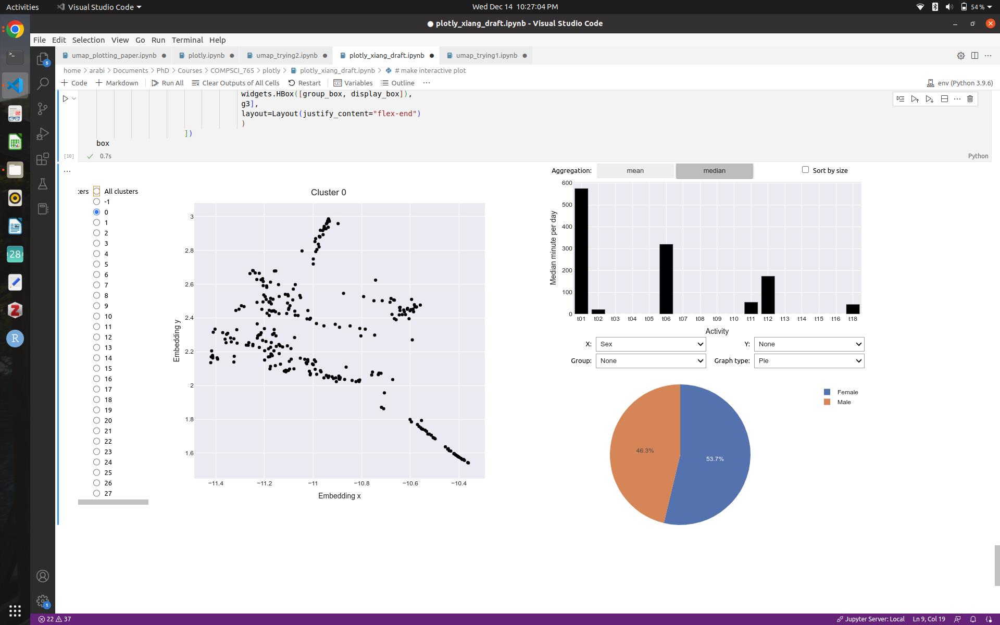 Activities Visual Studio Code Wed Dec 14 10:27:04 PM 54 %
plotly_xiang_draft.ipynb - Visual Studio Code
File Edit Selection View Go Run Terminal Help
umap_plotting_paper.ipynb plotly.ipynb umap_trying2.ipynb plotly_xiang_draft.ipynb umap_trying1.ipynb
home > arabi > Documents > PhD > Courses > COMPSCI_765 > plotly > plotly_xiang_draft.ipynb > # make interactive plot
Code Markdown Run All Clear Outputs of All Cells Restart Variables Outline ... env (Python 3.9.6)
widgets.HBox([group_box, display_box]),
g3],
layout=Layout(justify_content="flex-end")
)
])
box
[10] 0.7s Python
Aggregation: mean median Sort by size
ters All clusters
-1
0
1
2
3
4
5
6
7
8
9
10
11
12
13
14
15
16
17
18
19
20
21
22
23
24
25
26
27
Cluster 0
3
2.8
2.6
2.4
2.2
2
1.8
1.6
Embedding y
−11.4 −11.2 −11 −10.8 −10.6 −10.4
Embedding x
600
500
400
300
200
100
0
Median minute per day
t01 t02 t03 t04 t05 t06 t07 t08 t09 t10 t11 t12 t13 t14 t15 t16 t18
Activity
X: Sex Y: None
Group: None Graph type: Pie
Female
Male
46.3%
53.7%
5
28
Z
R
1
22 37 Jupyter Server: Local Ln 9, Col 19